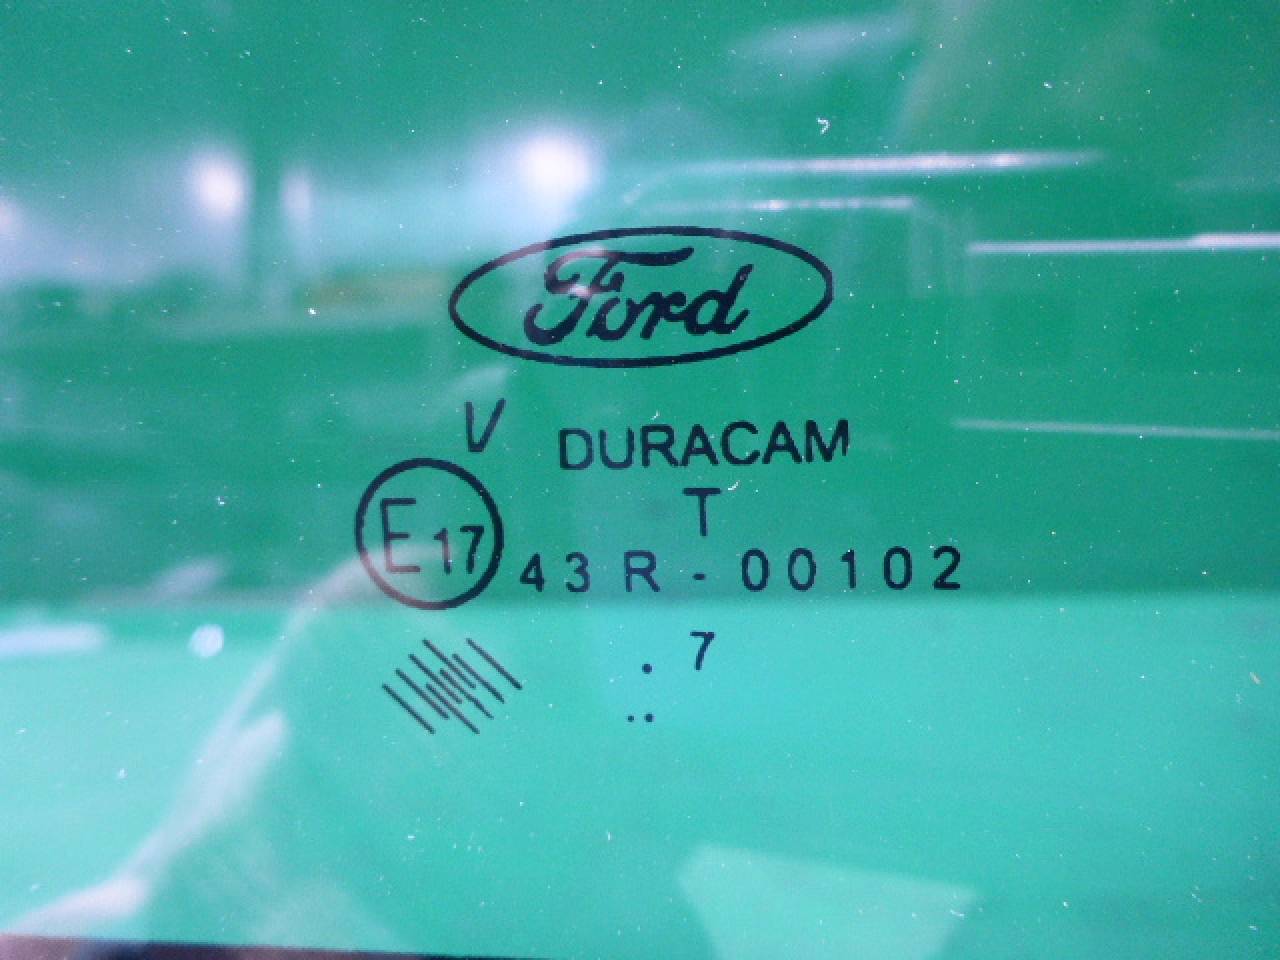 Ford
V DURACAM
T
E17 43R-00102
. 7
..